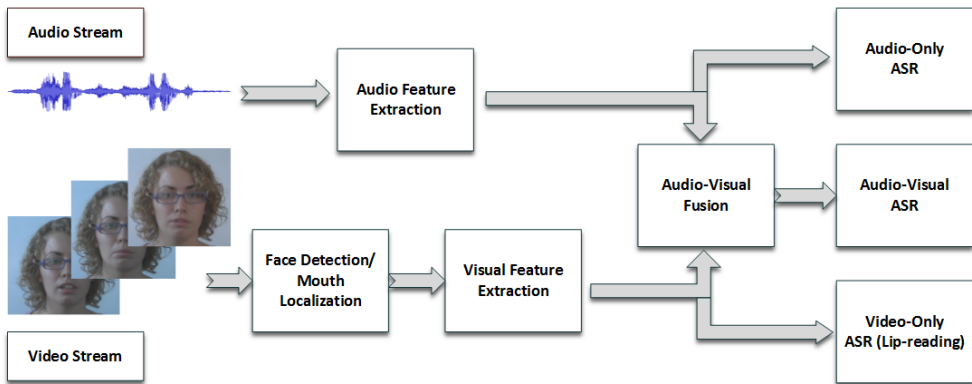 Audio Stream
Audio Feature
Extraction
Audio-Only
ASR
Audio-Visual
Fusion
Audio-Visual
ASR
Face Detection/
Mouth
Localization
Visual Feature
Extraction
Video-Only
ASR (Lip-reading)
Video Stream